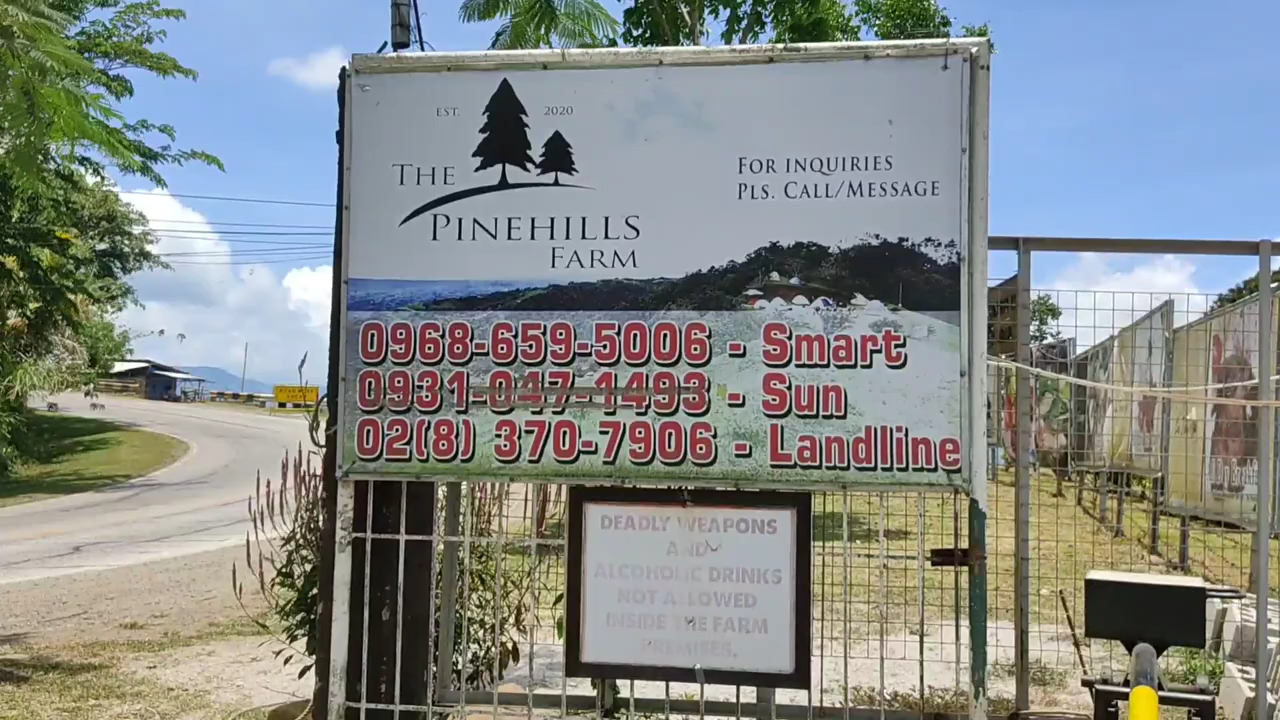 EST. 2020
THE
PINEHILLS
FARM
FOR INQUIRIES
PLS. CALL/MESSAGE
0968-659-5006 - Smart
0931-047-1493 - Sun
02(8) 370-7906 - Landline
DEADLY WEAPONS
AND
ALCOHOLIC DRINKS
NOT ALLOWED
INSIDE THE FARM
PREMISES.